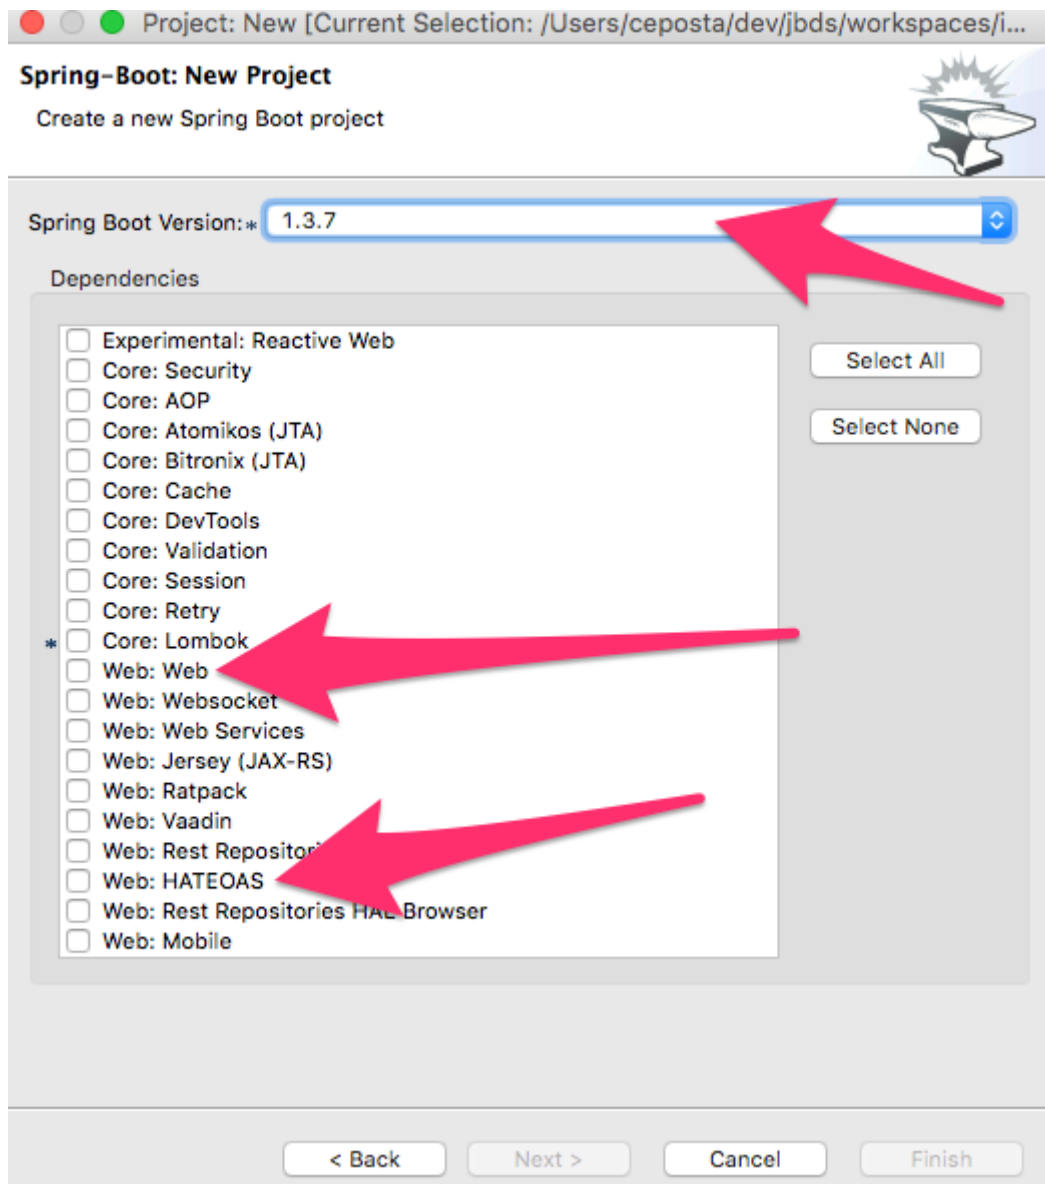 Project: New [Current Selection: /Users/ceposta/dev/jbds/workspaces/i...
Spring-Boot: New Project
Create a new Spring Boot project
Spring Boot Version:* 1.3.7
Dependencies
Experimental: Reactive Web
Core: Security
Core: AOP
Core: Atomikos (JTA)
Core: Bitronix (JTA)
Core: Cache
Core: DevTools
Core: Validation
Core: Session
Core: Retry
* Core: Lombok
Web: Web
Web: Websocket
Web: Web Services
Web: Jersey (JAX-RS)
Web: Ratpack
Web: Vaadin
Web: Rest
Web: HATEOAS
Web: Rest Repositories HAL Browser
Web: Mobile
Select All
Select None
< Back
Next >
Cancel
Finish